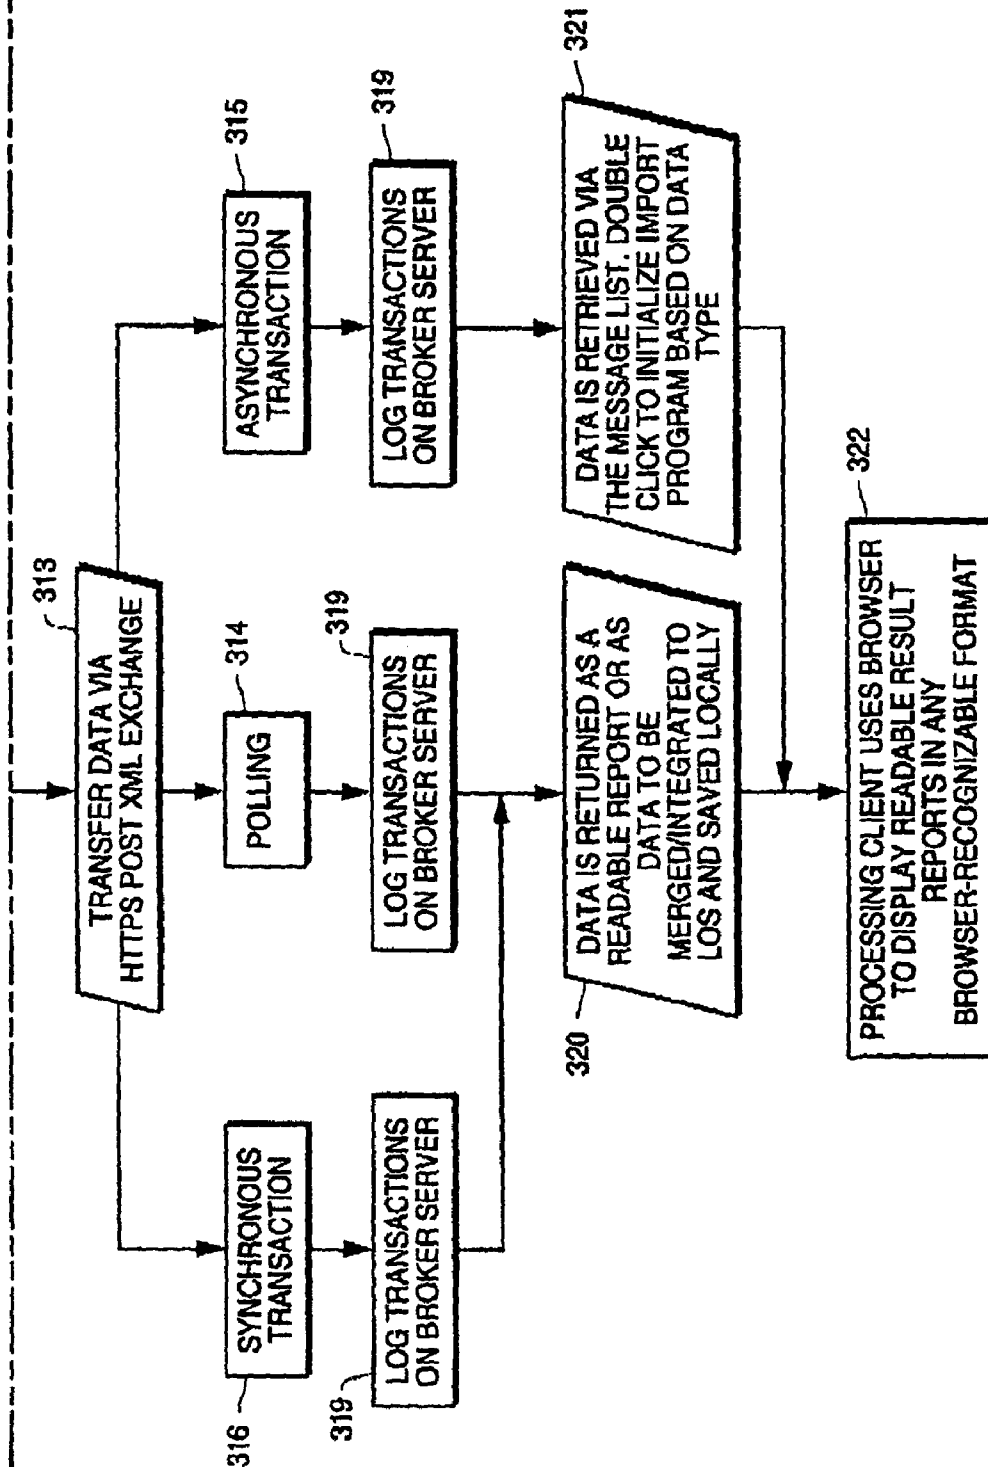 313
TRANSFER DATA VIA
HTTPS POST XML EXCHANGE
316
SYNCHRONOUS
TRANSACTION
314
POLLING
315
ASYNCHRONOUS
TRANSACTION
319
LOG TRANSACTIONS
ON BROKER SERVER
319
LOG TRANSACTIONS
ON BROKER SERVER
319
LOG TRANSACTIONS
ON BROKER SERVER
320
DATA IS RETURNED AS A
READABLE REPORT OR AS
DATA TO BE
MERGED/INTEGRATED TO
LOS AND SAVED LOCALLY
321
DATA IS RETRIEVED VIA
THE MESSAGE LIST. DOUBLE
CLICK TO INITIALIZE IMPORT
PROGRAM BASED ON DATA
TYPE
322
PROCESSING CLIENT USES BROWSER
TO DISPLAY READABLE RESULT
REPORTS IN ANY
BROWSER-RECOGNIZABLE FORMAT